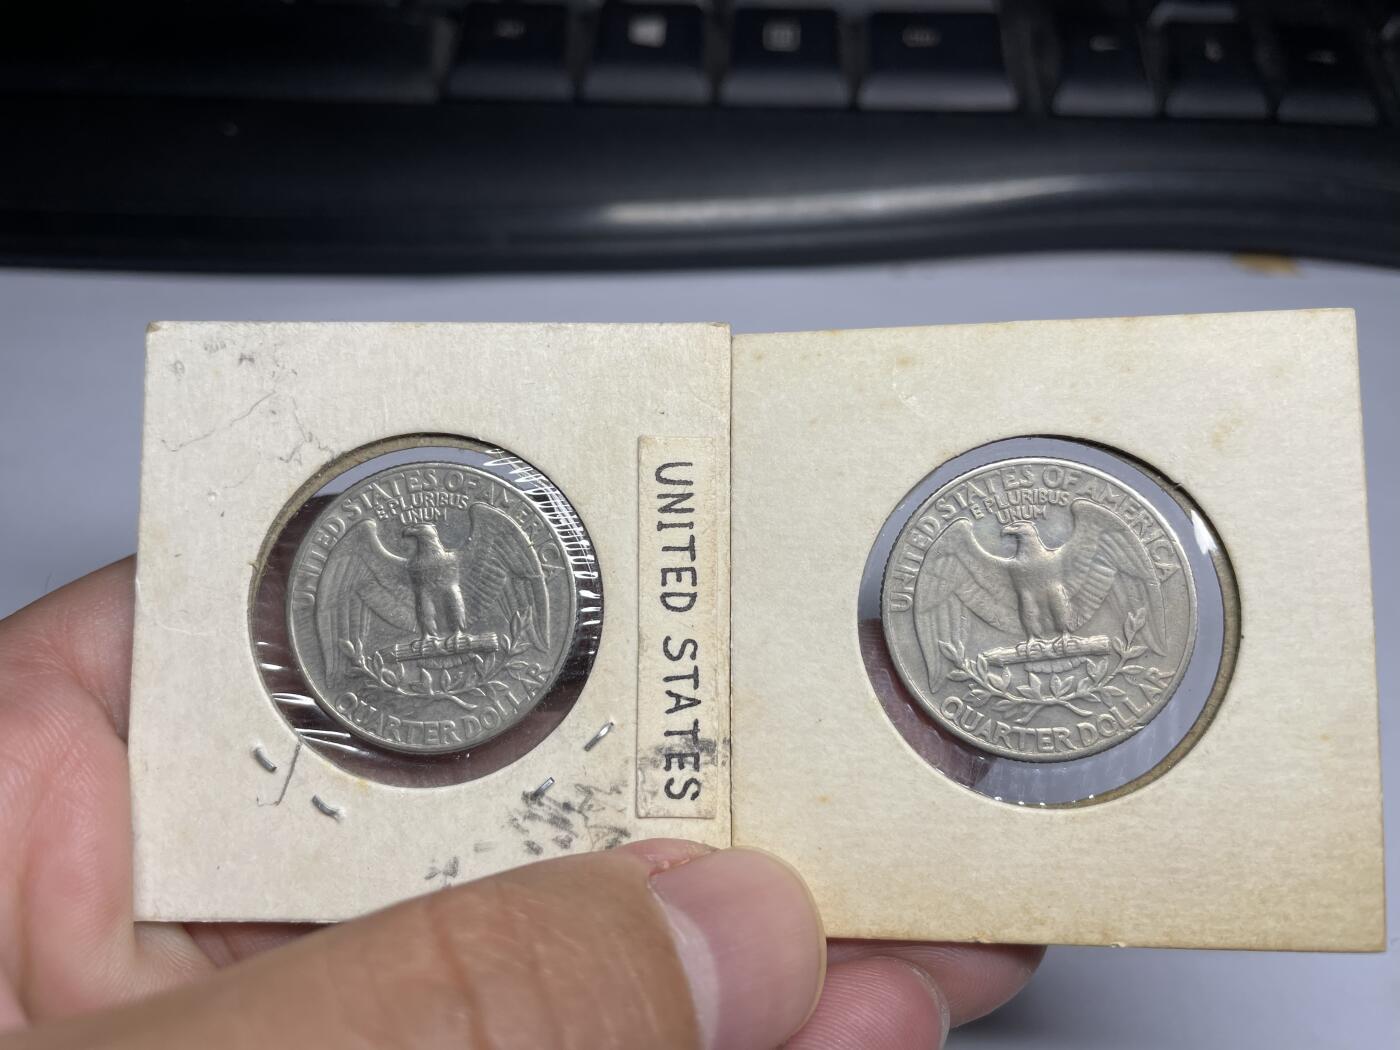 UNITED STATES OF AMERICA
E PLURIBUS
UNUM
QUARTER DOLLAR
UNITED STATES
UNITED STATES OF AMERICA
E PLURIBUS
UNUM
QUARTER DOLLAR